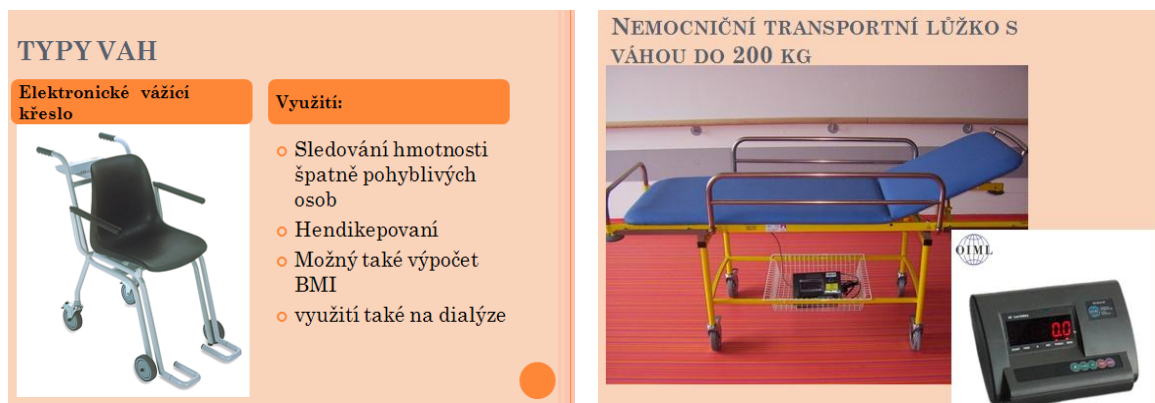 TYPY VAH
Elektronické vážící
křeslo
Využití:
Sledování hmotnosti
špatně pohyblivých
osob
Hendikepovaní
Možný také výpočet
BMI
využití také na dialýze
NEMOCNIČNÍ TRANSPORTNÍ LŮŽKO S
VÁHOU DO 200 KG
OIML
0.0